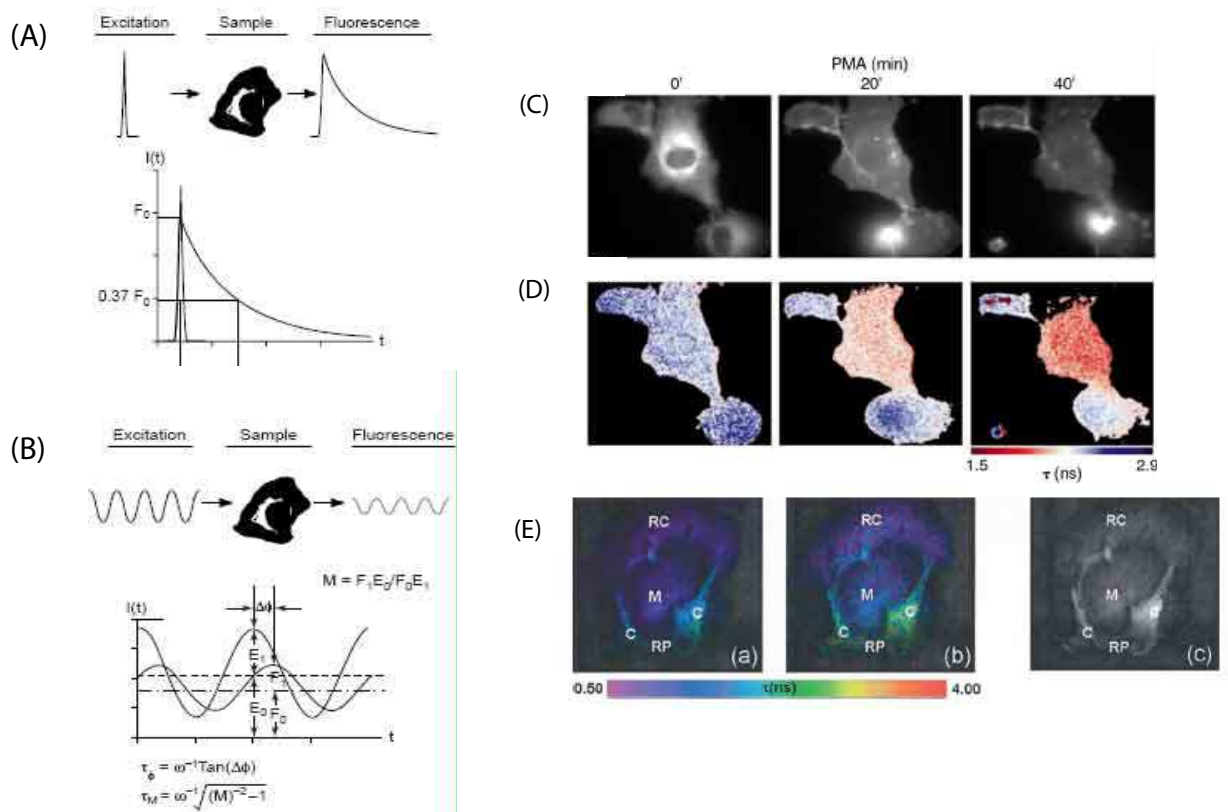 (A)
Excitation Sample Fluorescence
I(t)
F₀
0.37 F₀
t
(B)
Excitation Sample Fluorescence
M = F₁E₀/F₀E₁
I(t)
Δϕ
E₁
F₁
E₀
F₀
t
τϕ = ω⁻¹Tan(Δϕ)
τM = ω⁻¹√(M)⁻²−1
PMA (min)
(C)
0' 20' 40'
(D)
1.5 2.9
τ (ns)
(E)
RC
M
C
C
RP
(a)
RC
M
C
C
RP
(b)
RC
M
C
C
RP
(c)
0.50 τ(ns) 4.00